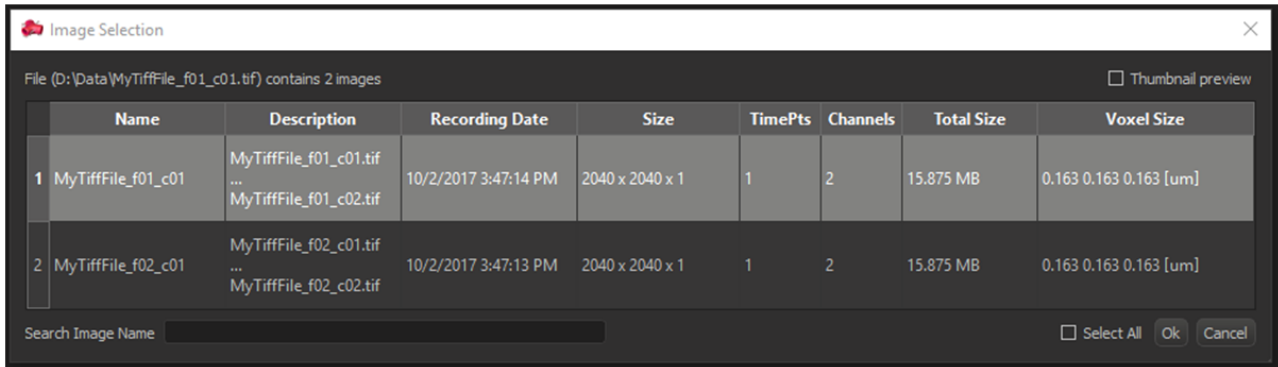 Image Selection
File (D:\Data\MyTiffFile_f01_c01.tif) contains 2 images
Thumbnail preview
Name Description Recording Date Size TimePts Channels Total Size Voxel Size
1 MyTiffFile_f01_c01 MyTiffFile_f01_c01.tif
...
MyTiffFile_f01_c02.tif 10/2/2017 3:47:14 PM 2040 x 2040 x 1 1 2 15.875 MB 0.163 0.163 0.163 [um]
2 MyTiffFile_f02_c01 MyTiffFile_f02_c01.tif
...
MyTiffFile_f02_c02.tif 10/2/2017 3:47:13 PM 2040 x 2040 x 1 1 2 15.875 MB 0.163 0.163 0.163 [um]
Search Image Name
Select All Ok Cancel